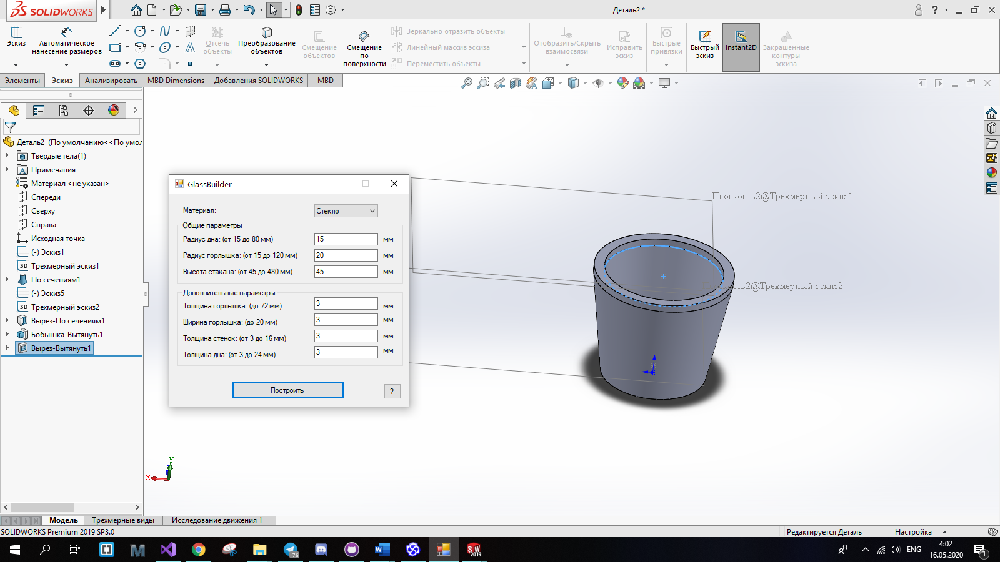 SOLIDWORKS
Деталь2 *
Эскиз
Автоматическое
нанесение размеров
Отсечь
объекты
Преобразование
объектов
Смещение
объектов
Смещение
по
поверхности
Зеркально отразить объекты
Линейный массив эскиза
Переместить объекты
Отобразить/Скрыть
взаимосвязи
Исправить
эскиз
Быстрые
привязки
Быстрый
эскиз
Instant2D
Закрашенные
контуры
эскиза
Элементы
Эскиз
Анализировать
MBD Dimensions
Добавления SOLIDWORKS
MBD
Деталь2 (По умолчанию<<По умол
Твердые тела(1)
Примечания
Материал <не указан>
Спереди
Сверху
Справа
Исходная точка
(-) Эскиз1
3D Трехмерный эскиз1
По сечениям1
(-) Эскиз5
3D Трехмерный эскиз2
Вырез-По сечениям1
Бобышка-Вытянуть1
Вырез-Вытянуть1
GlassBuilder
Материал: Стекло
Общие параметры
Радиус дна: (от 15 до 80 мм) 15 мм
Радиус горлышка: (от 15 до 120 мм) 20 мм
Высота стакана: (от 45 до 480 мм) 45 мм
Дополнительные параметры
Толщина горлышка: (до 72 мм) 3 мм
Ширина горлышка: (до 20 мм) 3 мм
Толщина стенок: (от 3 до 16 мм) 3 мм
Толщина дна: (от 3 до 24 мм) 3 мм
Построить
?
Плоскость2@Трехмерный эскиз1
скость2@Трехмерный эскиз2
Y
X
Модель
Трехмерные виды
Исследование движения 1
SOLIDWORKS Premium 2019 SP3.0
Редактируется Деталь
Настройка
.76
SW
2019
ENG
4:02
16.05.2020
1